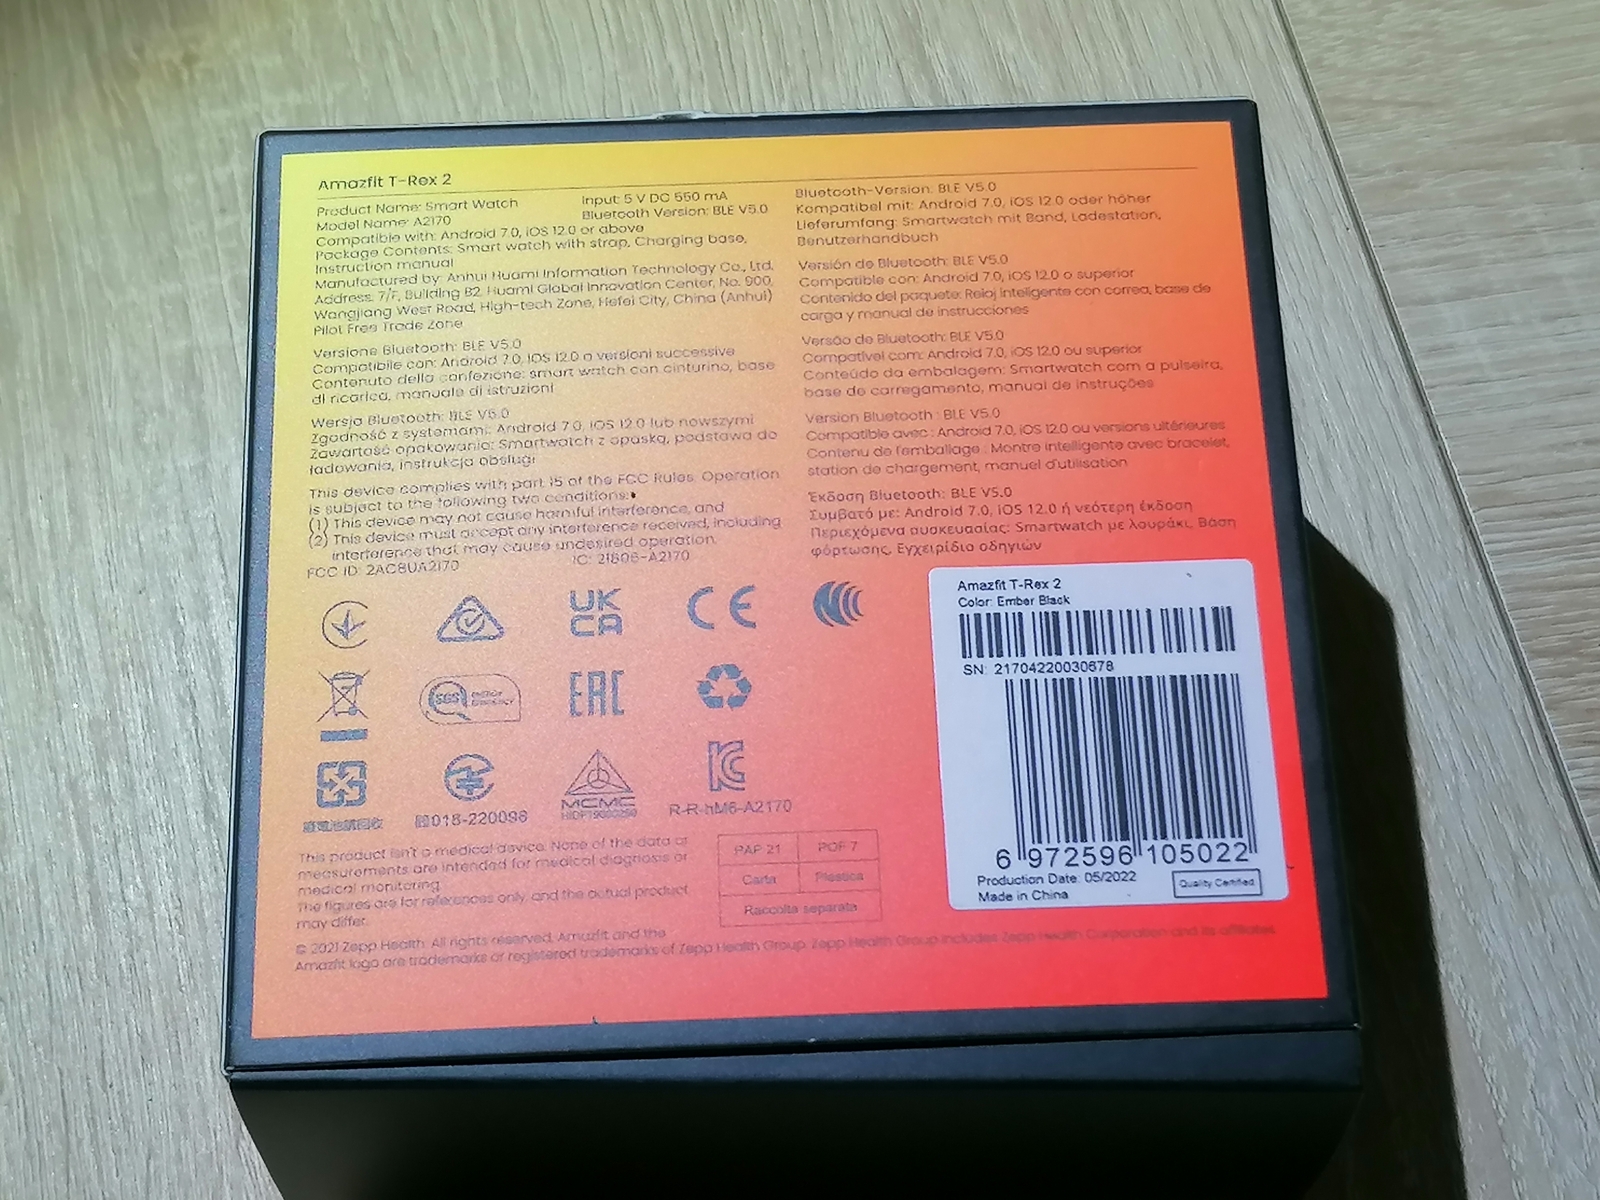 Amazfit T-Rex 2
Product Name: Smart Watch
Model Name: A2170
Input: 5 V DC 550 mA
Bluetooth Version: BLE V5.0
Compatible with: Android 7.0, iOS 12.0 or above
Package Contents: Smart watch with strap, Charging base,
Instruction manual
Manufactured by: Anhui Huami Information Technology Co., Ltd.
Address: 7/F, Building B2, Huami Global Innovation Center, No. 900,
Wangjiang West Road, High-tech Zone, Hefei City, China (Anhui)
Pilot Free Trade Zone
Versione Bluetooth: BLE V5.0
Compatibile con: Android 7.0, iOS 12.0 o versioni successive
Contenuto della confezione: smart watch con cinturino, base
di ricarica, manuale di istruzioni
Wersja Bluetooth: BLE V5.0
Zgodność z systemami: Android 7.0, iOS 12.0 lub nowszymi
Zawartość opakowania: Smartwatch z opaską, podstawa do
ładowania, instrukcja obsługi
This device complies with part 15 of the FCC Rules. Operation
is subject to the following two conditions:
(1) This device may not cause harmful interference, and
(2) This device must accept any interference received, including
interference that may cause undesired operation.
FCC ID: 2AC8UA2170
IC: 21806-A2170
Bluetooth-Version: BLE V5.0
Kompatibel mit: Android 7.0, iOS 12.0 oder höher
Lieferumfang: Smartwatch mit Band, Ladestation,
Benutzerhandbuch
Versión de Bluetooth: BLE V5.0
Compatible con: Android 7.0, iOS 12.0 o superior
Contenido del paquete: Reloj inteligente con correa, base de
carga y manual de instrucciones
Versão do Bluetooth: BLE V5.0
Compatível com: Android 7.0, iOS 12.0 ou superior
Conteúdo da embalagem: Smartwatch com a pulseira,
base de carregamento, manual de instruções
Version Bluetooth : BLE V5.0
Compatible avec : Android 7.0, iOS 12.0 ou versions ultérieures
Contenu de l'emballage : Montre intelligente avec bracelet,
station de chargement, manuel d'utilisation
Έκδοση Bluetooth: BLE V5.0
Συμβατό με: Android 7.0, iOS 12.0 ή νεότερη έκδοση
Περιεχόμενα συσκευασίας: Smartwatch με λουράκι, Βάση
φόρτωσης, Εγχειρίδιο οδηγιών
UK
CA
CE
SGS ENERGY
EFFICIENCY
EAC
018-220098
MCMC
R-R-hM6-A2170
This product isn't a medical device. None of the data or
measurements are intended for medical diagnosis or
medical monitoring.
The figures are for references only, and the actual product
may differ.
© 2021 Zepp Health. All rights reserved. Amazfit and the
Amazfit logo are trademarks or registered trademarks of Zepp Health Group. Zepp Health Group includes Zepp Health Corporation and its affiliates.
PAP 21
POF 7
Carta
Plastica
Raccolta separata
Amazfit T-Rex 2
Color: Ember Black
SN: 21704220030678
6 972596 105022
Production Date: 05/2022
Made in China
Quality Certified